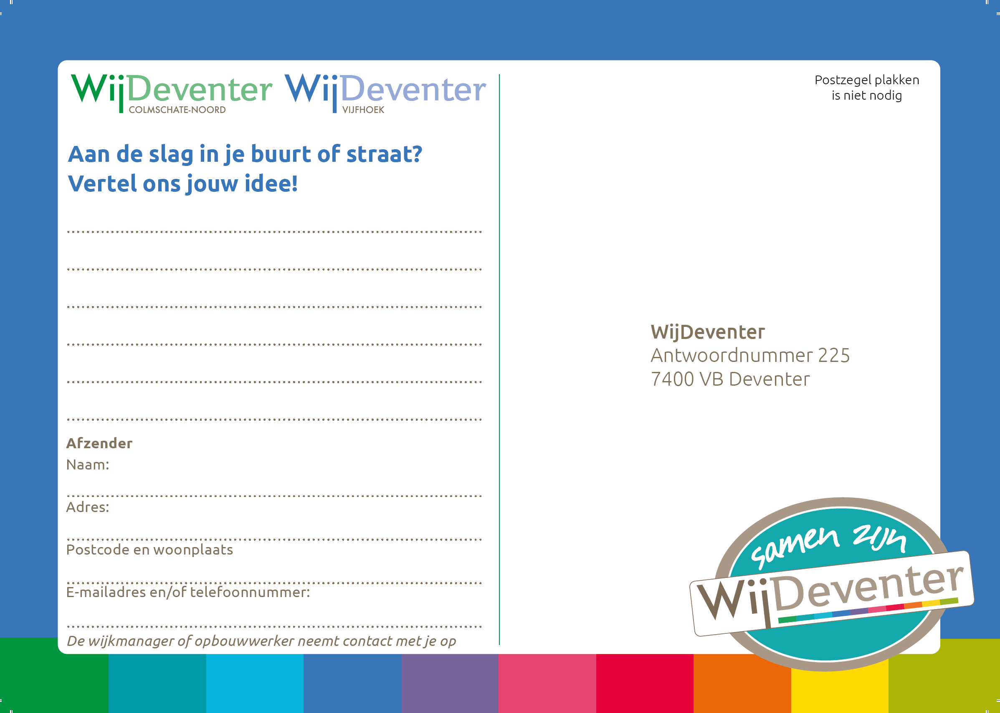 WijDeventer
COLMSCHATE-NOORD
WijDeventer
VIJFHOEK
Aan de slag in je buurt of straat?
Vertel ons jouw idee!
Afzender
Naam:
Adres:
Postcode en woonplaats
E-mailadres en/of telefoonnummer:
De wijkmanager of opbouwwerker neemt contact met je op
Postzegel plakken
is niet nodig
WijDeventer
Antwoordnummer 225
7400 VB Deventer
samen zijn
WijDeventer